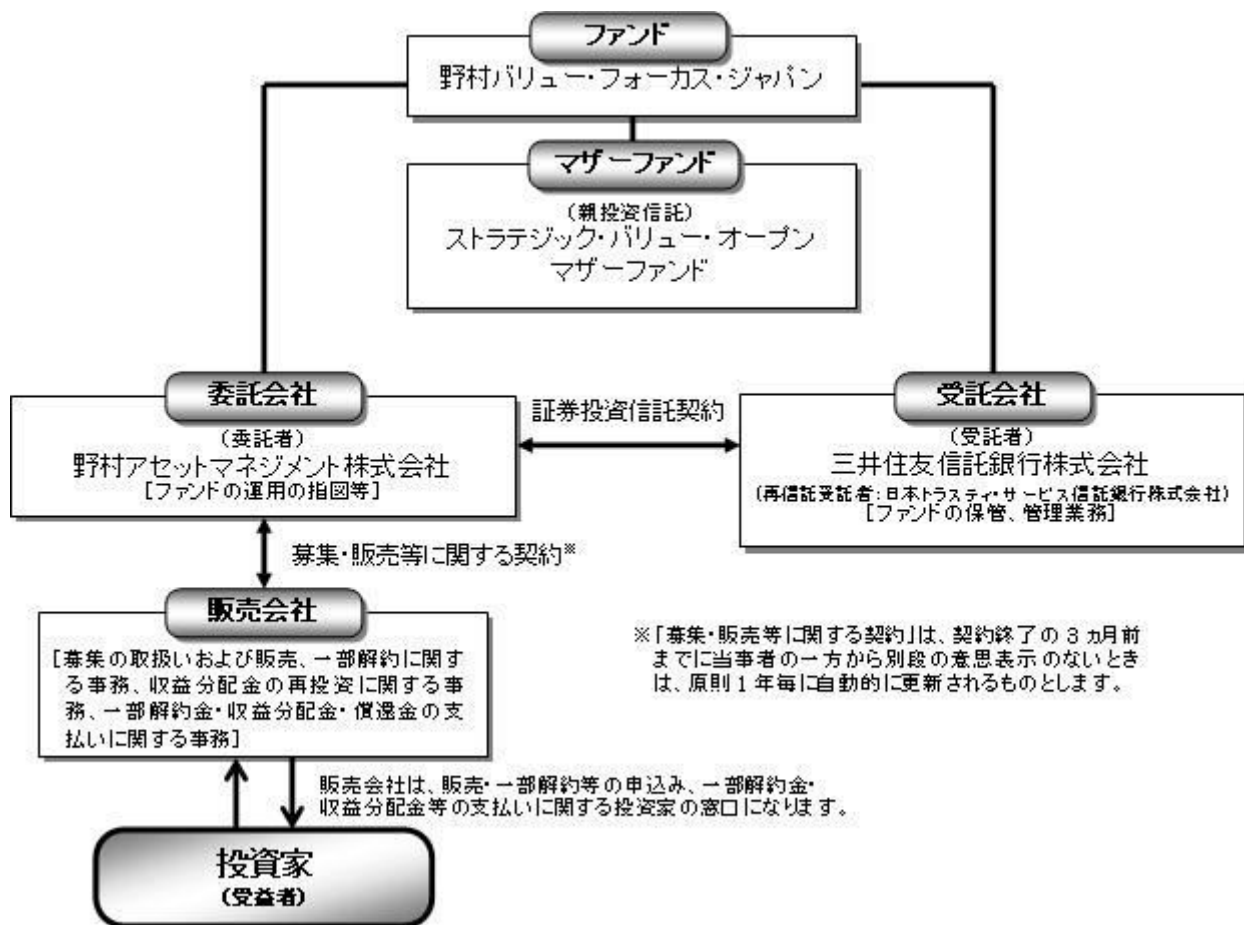 ファンド
野村バリュー・フォーカス・ジャパン
マザーファンド
(親投資信託)
ストラテジック・バリュー・オープン
マザーファンド
委託会社
(委託者)
野村アセットマネジメント株式会社
[ファンドの運用の指図等]
証券投資信託契約
受託会社
(受託者)
三井住友信託銀行株式会社
(再信託受託者:日本トラスティ・サービス信託銀行株式会社)
[ファンドの保管、管理業務]
募集・販売等に関する契約※
販売会社
[募集の取扱いおよび販売、一部解約に関す
る事務、収益分配金の再投資に関する事
務、一部解約金・収益分配金・償還金の支
払いに関する事務]
※「募集・販売等に関する契約」は、契約終了の3ヵ月前
までに当事者の一方から別段の意思表示のないとき
は、原則1年毎に自動的に更新されるものとします。
販売会社は、販売・一部解約等の申込み、一部解約金・
収益分配金等の支払いに関する投資家の窓口になります。
投資家
(受益者)